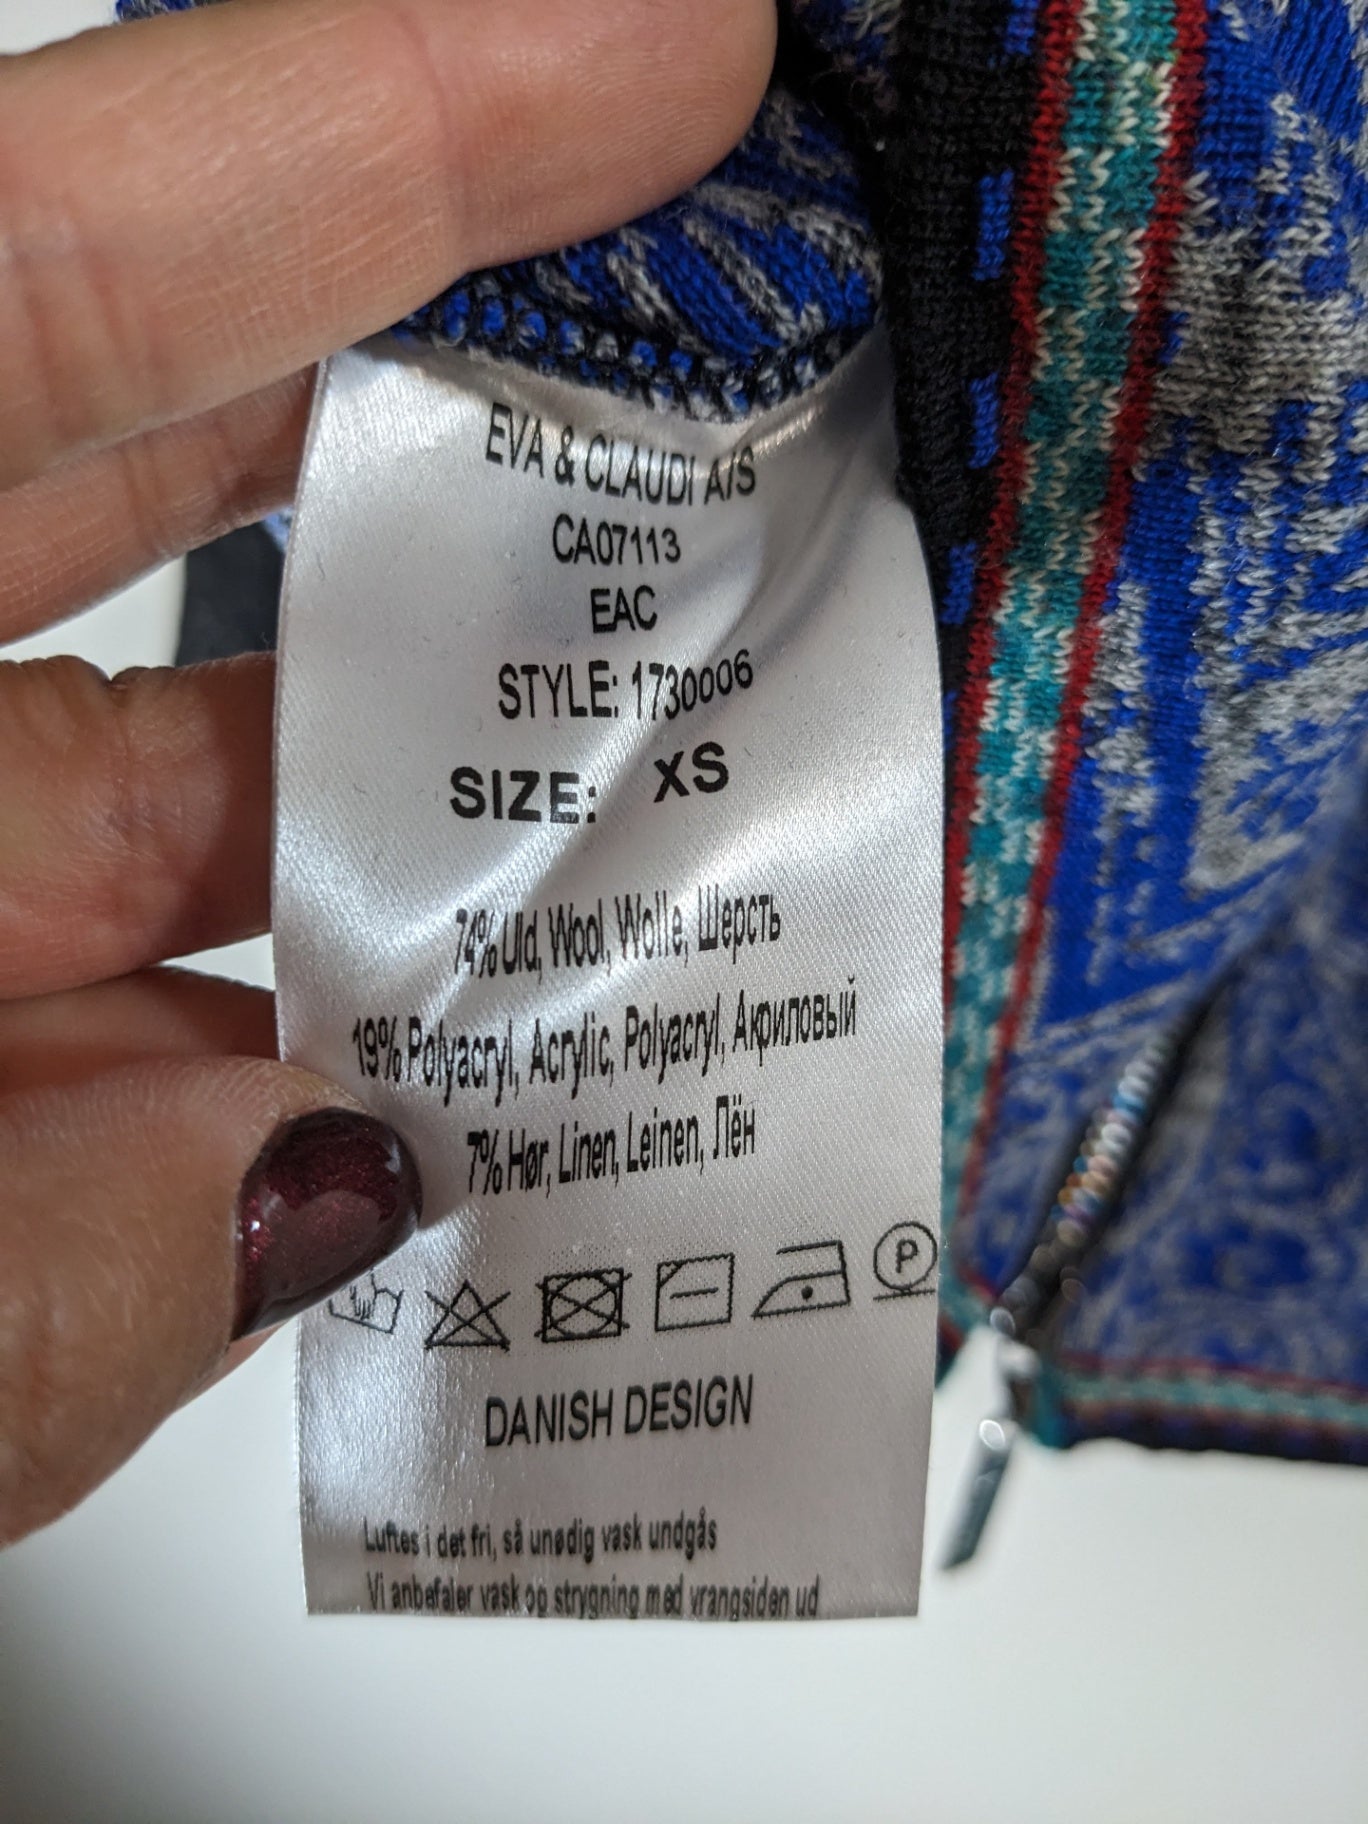 EVA & CLAUDI A/S
CA07113
EAC
STYLE: 1730006
SIZE: XS
74% Uld, Wool, Wolle, Шерсть
19% Polyacryl, Acrylic, Polyacryl, Акриловый
7% Hør, Linen, Leinen, Лён
P
DANISH DESIGN
Luftes i det fri, så unødig vask undgås
Vi anbefaler vask og strygning med vrangsiden ud